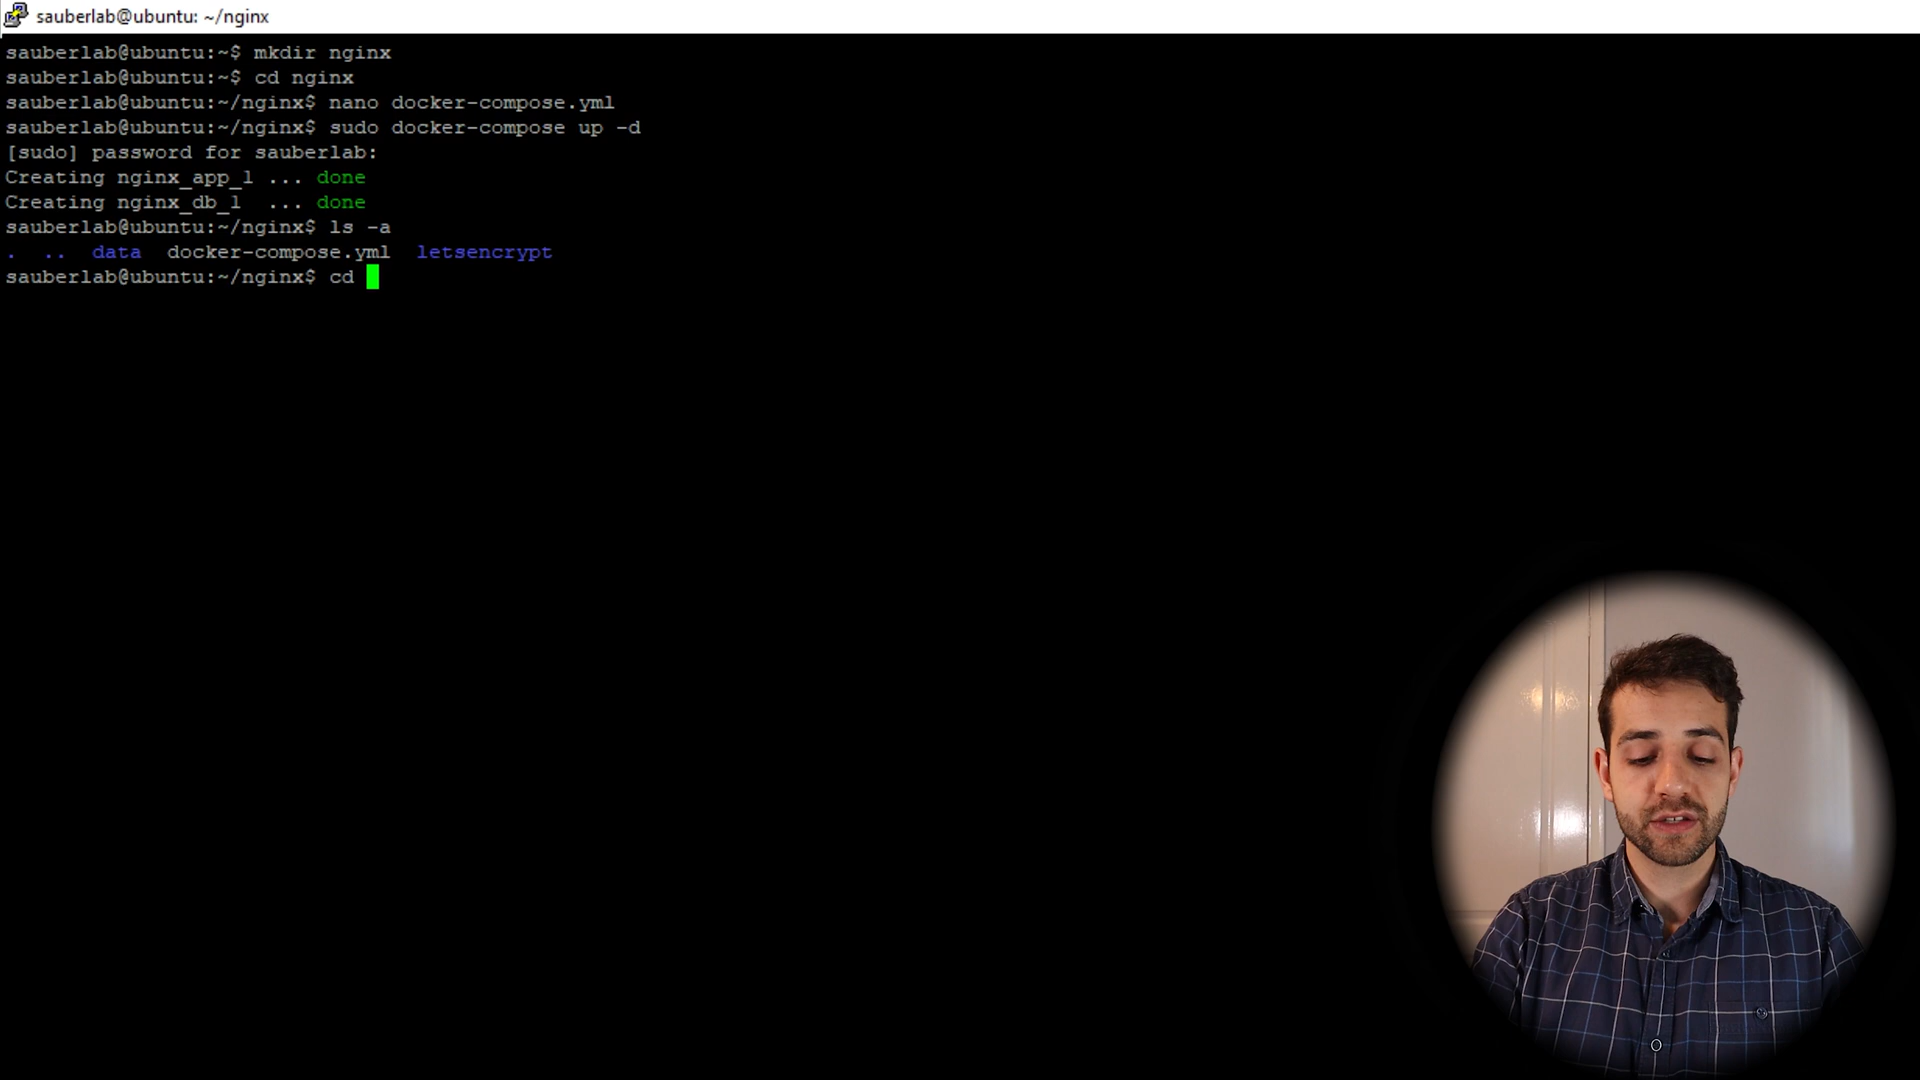 sauberlab@ubuntu: ~/nginx
sauberlab@ubuntu:~$ mkdir nginx
sauberlab@ubuntu:~$ cd nginx
sauberlab@ubuntu:~/nginx$ nano docker-compose.yml
sauberlab@ubuntu:~/nginx$ sudo docker-compose up -d
[sudo] password for sauberlab:
Creating nginx_app_1 ... done
Creating nginx_db_1  ... done
sauberlab@ubuntu:~/nginx$ ls -a
.  ..  data  docker-compose.yml  letsencrypt
sauberlab@ubuntu:~/nginx$ cd